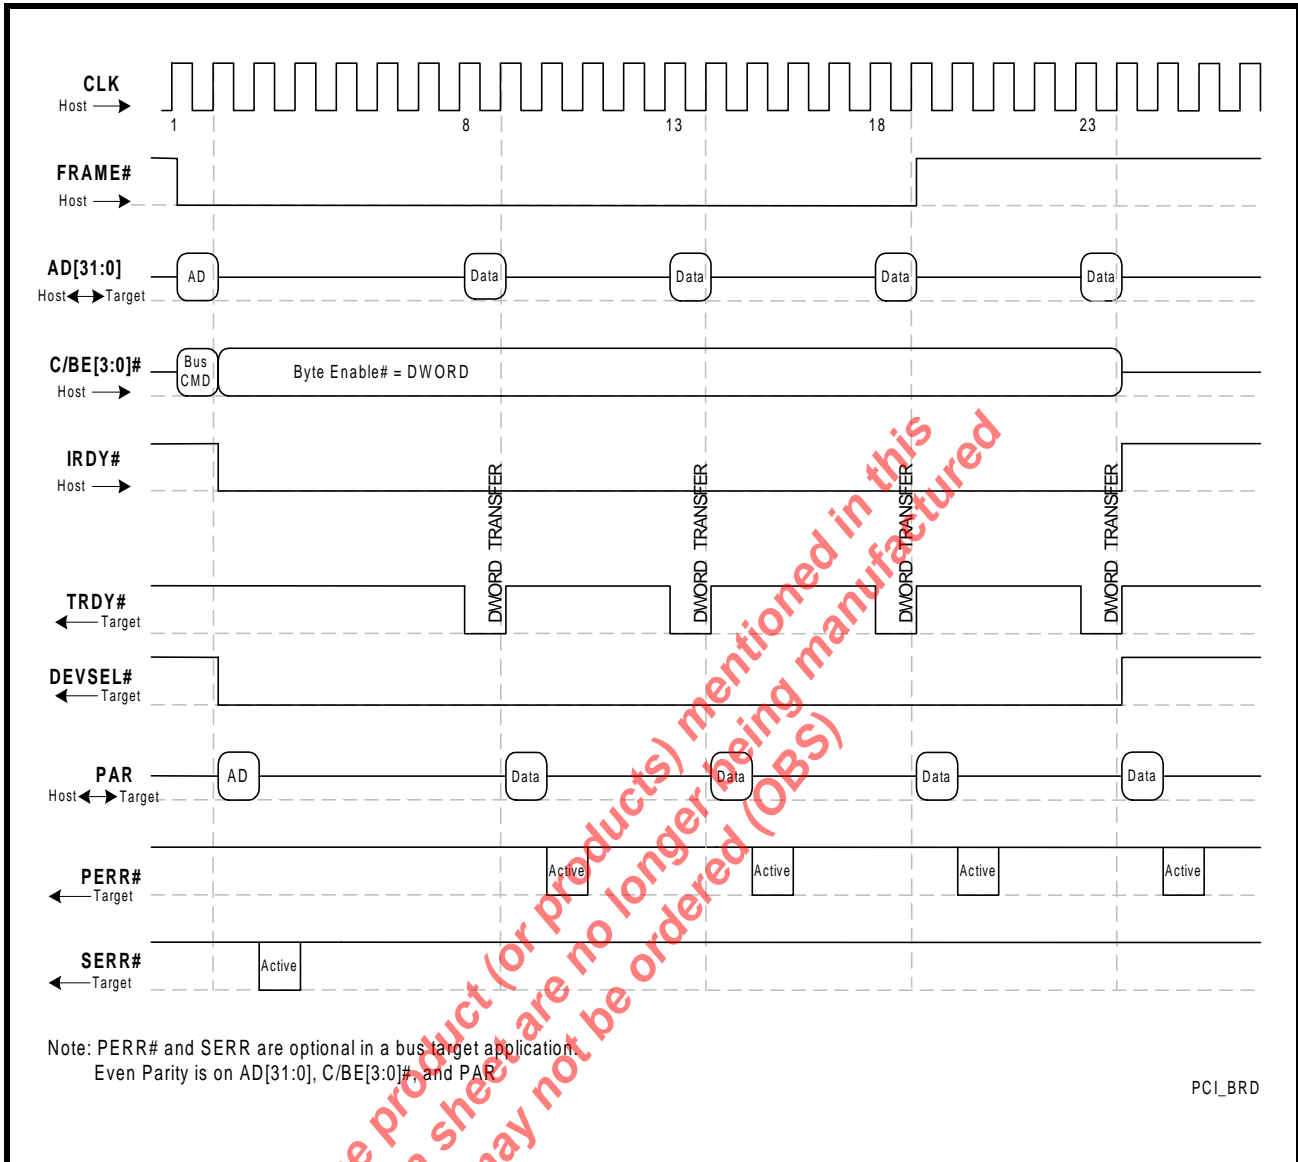 CLK
Host
1 8 13 18 23
FRAME#
Host
AD[31:0]
Host Target
AD Data Data Data Data
C/BE[3:0]#
Host
Bus
CMD
Byte Enable# = DWORD
IRDY#
Host
DWORD TRANSFER
DWORD TRANSFER
DWORD TRANSFER
DWORD TRANSFER
TRDY#
Target
DEVSEL#
Target
PAR
Host Target
AD Data Data Data Data
PERR#
Target
Active Active Active Active
SERR#
Target
Active
Note: PERR# and SERR are optional in a bus target application.
Even Parity is on AD[31:0], C/BE[3:0]#, and PAR
PCI_BRD
e product (or products) mentioned in this
sheet are no longer being manufactured
may not be ordered (OBS)